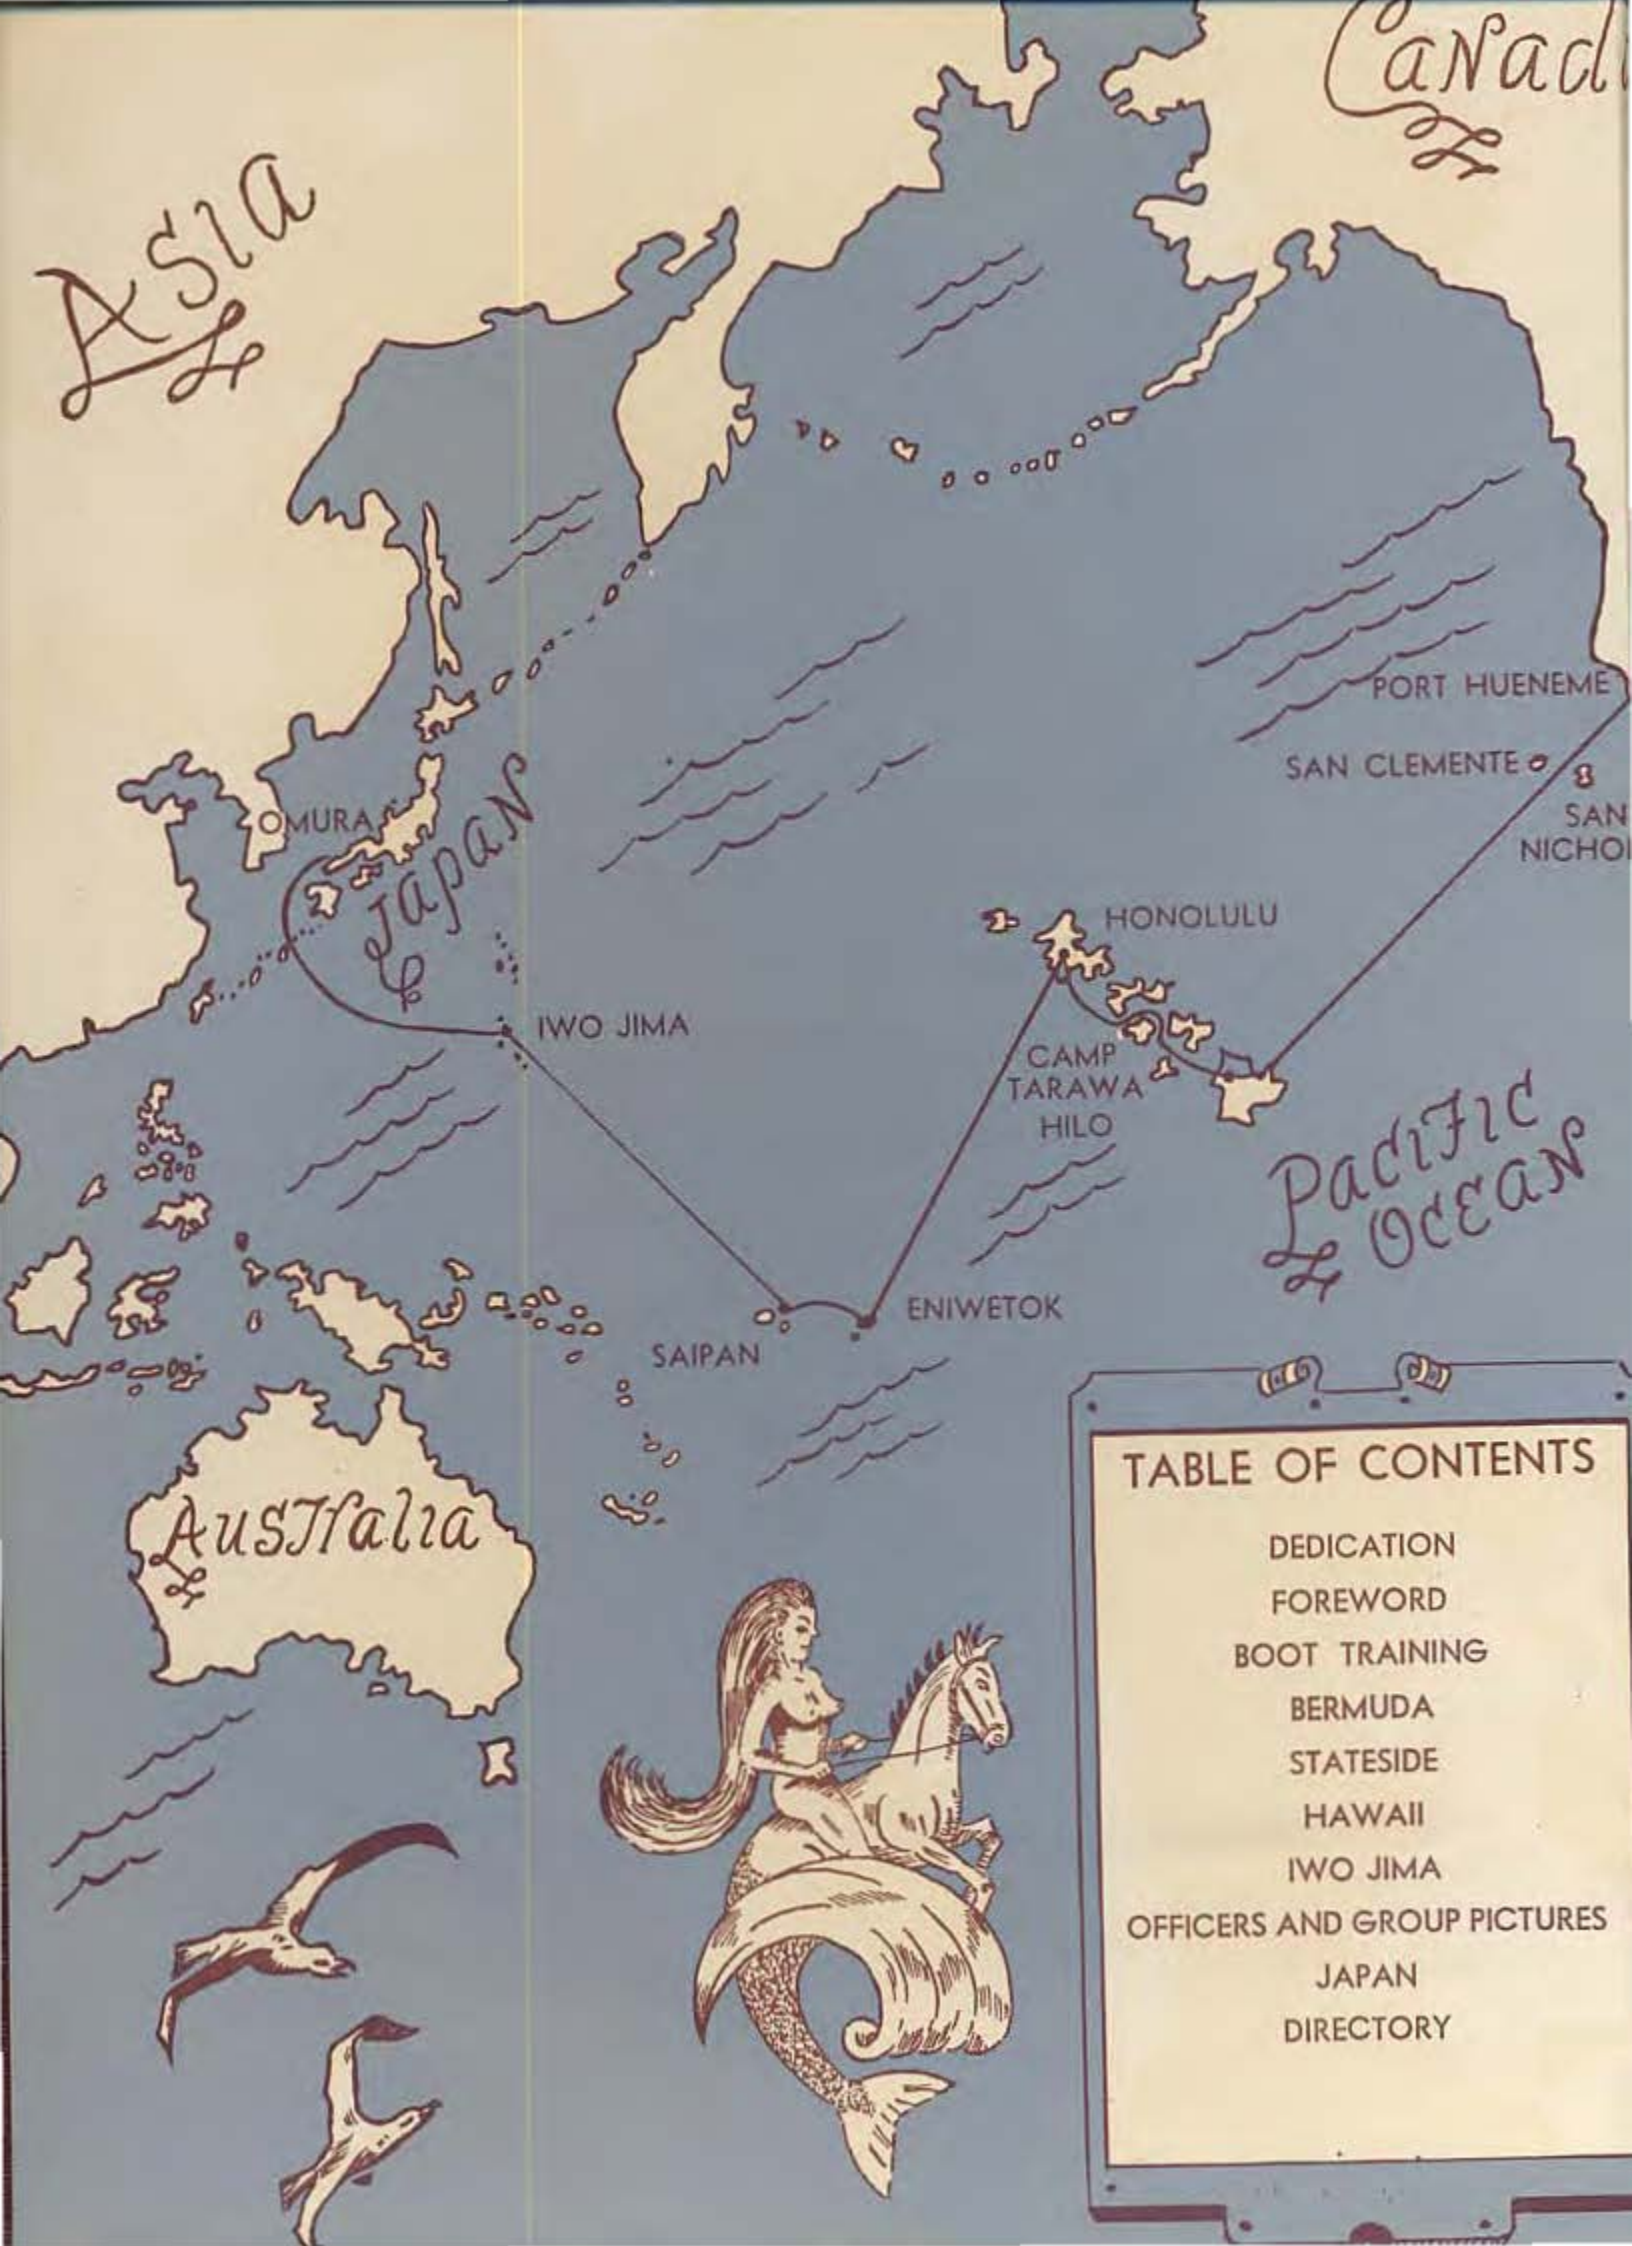 CANAD
ASIA
PORT HUENEME
SAN CLEMENTE
SAN
OMURA
JAPAN
HONOLULU
IWO JIMA
CAMP
TARAWA
HILO
PACIFIC
OCEAN
ENIWETOK
SAIPAN
AUSTralia
TABLE OF CONTENTS
DEDICATION
FOREWORD
BOOT TRAINING
BERMUDA
STATESIDE
HAWAII
IWO JIMA
OFFICERS AND GROUP PICTURES
JAPAN
DIRECTORY